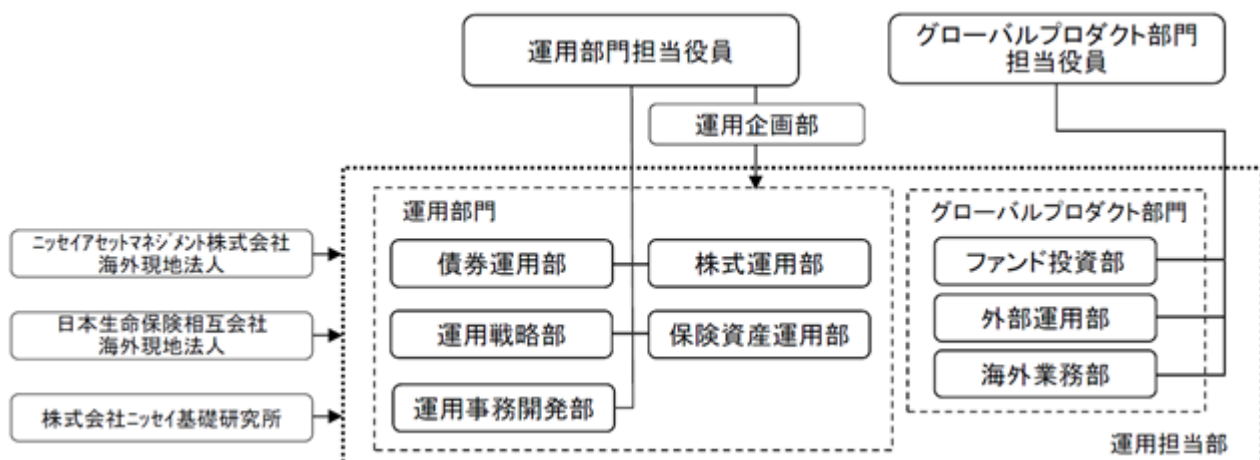 運用部門担当役員
グローバルプロダクト部門
担当役員
運用企画部
運用部門
グローバルプロダクト部門
ニッセイアセットマネジメント株式会社
海外現地法人
債券運用部
株式運用部
ファンド投資部
日本生命保険相互会社
海外現地法人
運用戦略部
保険資産運用部
外部運用部
海外業務部
株式会社ニッセイ基礎研究所
運用事務開発部
運用担当部